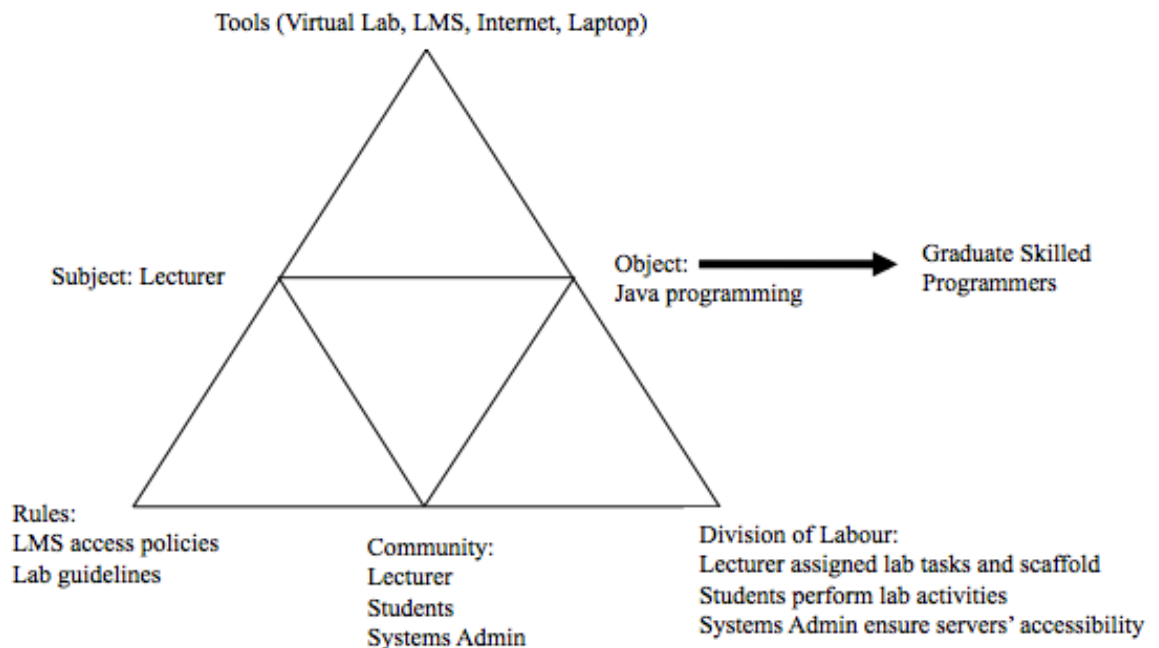 Tools (Virtual Lab, LMS, Internet, Laptop)
Subject: Lecturer
Object:
Java programming
Graduate Skilled
Programmers
Rules:
LMS access policies
Lab guidelines
Community:
Lecturer
Students
Systems Admin
Division of Labour:
Lecturer assigned lab tasks and scaffold
Students perform lab activities
Systems Admin ensure servers’ accessibility